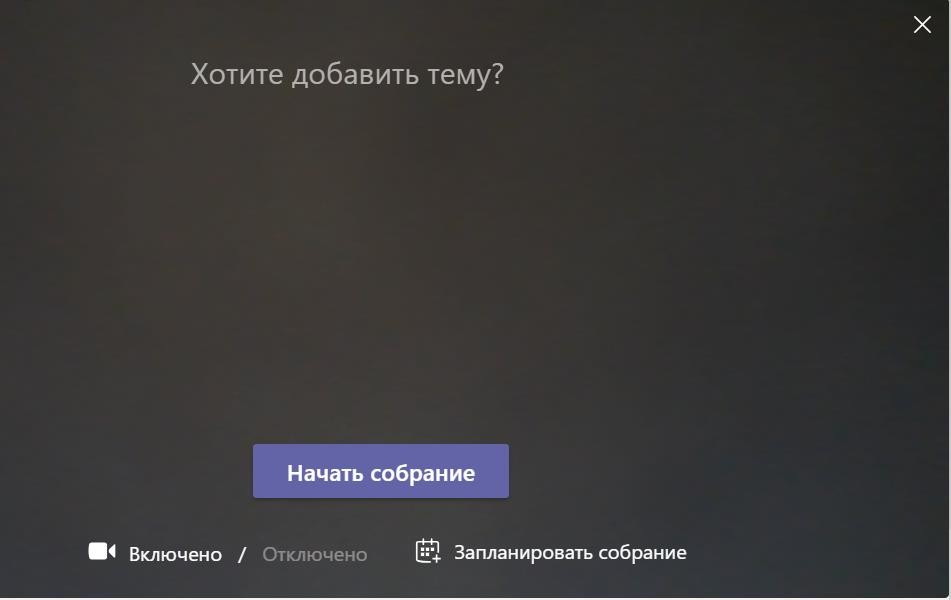 Хотите добавить тему?
Начать собрание
Включено / Отключено Запланировать собрание